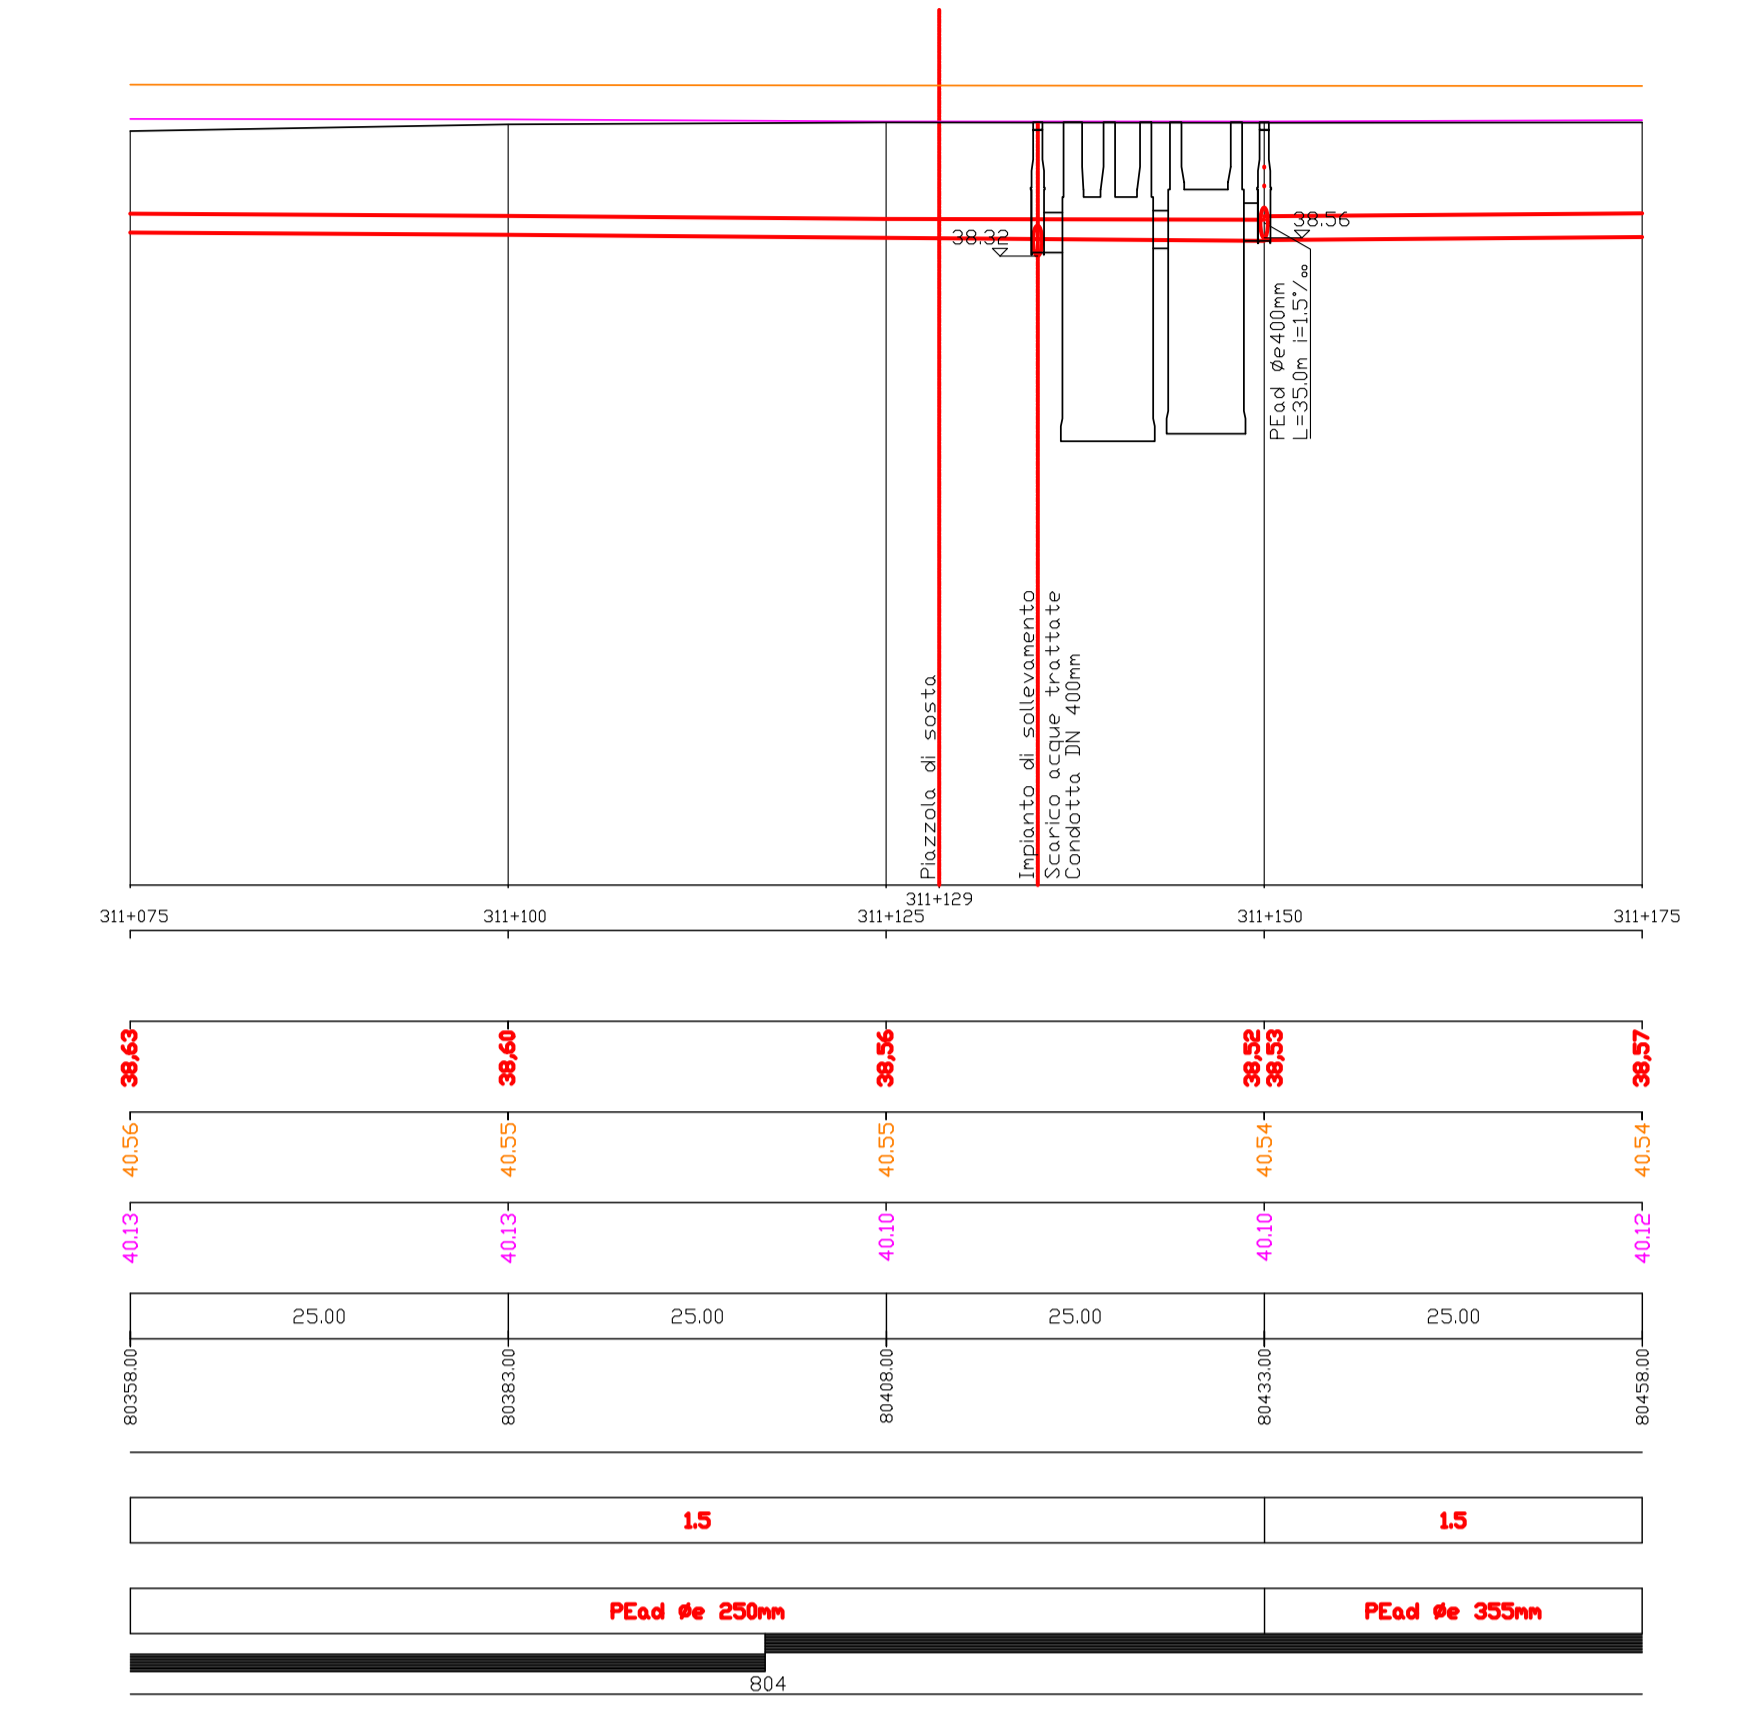 38.32
38.56
PEad Øe400mm
L=35.0m i=1.5°/oo
Piazzola di sosta
Impianto di sollevamento
Scarico acque trattate
Condotta DN 400mm
311+129
311+075 311+100 311+125 311+150 311+175
38,63 38,60 38,56 38,52 38,53 38,57
40.56 40.55 40.55 40.54 40.54
40.13 40.13 40.10 40.10 40.12
25.00 25.00 25.00 25.00
80358.00 80383.00 80408.00 80433.00 80458.00
1.5 1.5
PEad Øe 250mm PEad Øe 355mm
804